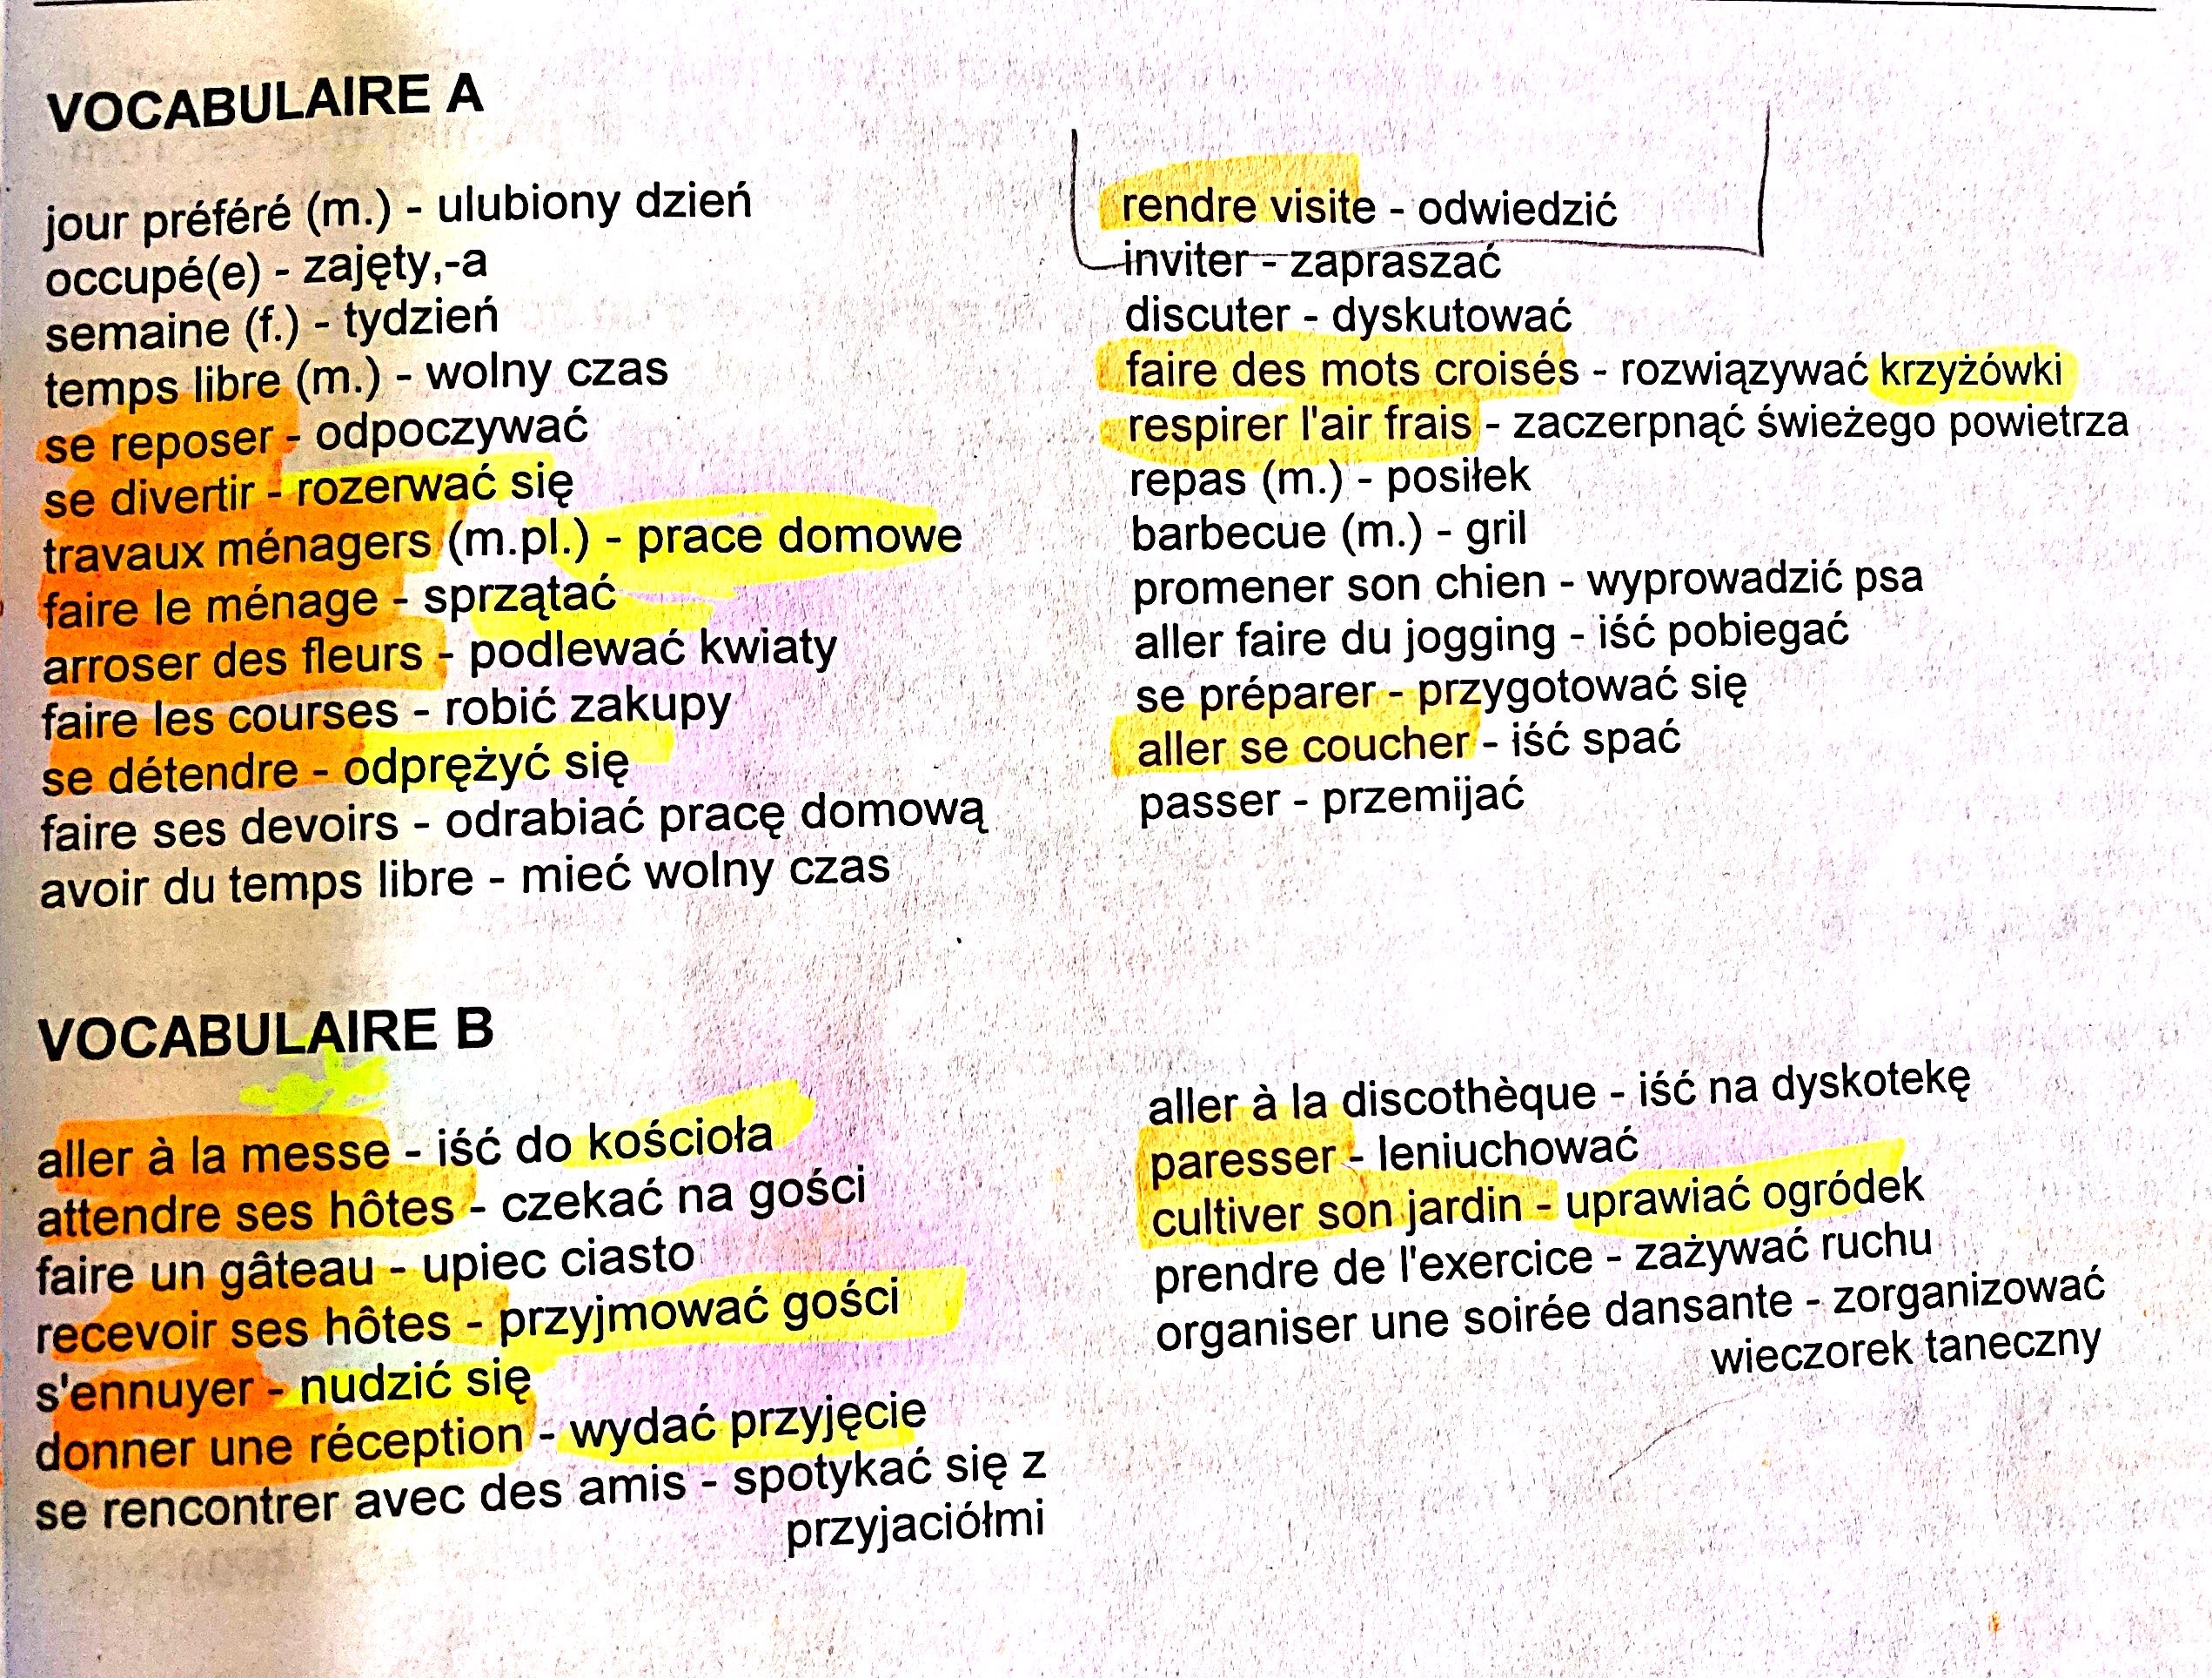 VOCABULAIRE A
jour préféré (m.) - ulubiony dzień
occupé(e) - zajęty,-a
semaine (f.) - tydzień
temps libre (m.) - wolny czas
se reposer - odpoczywać
se divertir - rozerwać się
travaux ménagers (m.pl.) - prace domowe
faire le ménage - sprzątać
arroser des fleurs - podlewać kwiaty
faire les courses - robić zakupy
se détendre - odprężyć się
faire ses devoirs - odrabiać pracę domową
avoir du temps libre - mieć wolny czas
rendre visite - odwiedzić
inviter - zapraszać
discuter - dyskutować
faire des mots croisés - rozwiązywać krzyżówki
respirer l'air frais - zaczerpnąć świeżego powietrza
repas (m.) - posiłek
barbecue (m.) - gril
promener son chien - wyprowadzić psa
aller faire du jogging - iść pobiegać
se préparer - przygotować się
aller se coucher - iść spać
passer - przemijać
VOCABULAIRE B
aller à la messe - iść do kościoła
attendre ses hôtes - czekać na gości
faire un gâteau - upiec ciasto
recevoir ses hôtes - przyjmować gości
s'ennuyer - nudzić się
donner une réception - wydać przyjęcie
se rencontrer avec des amis - spotykać się z
przyjaciółmi
aller à la discothèque - iść na dyskotekę
paresser - leniuchować
cultiver son jardin - uprawiać ogródek
prendre de l'exercice - zażywać ruchu
organiser une soirée dansante - zorganizować
wieczorek taneczny